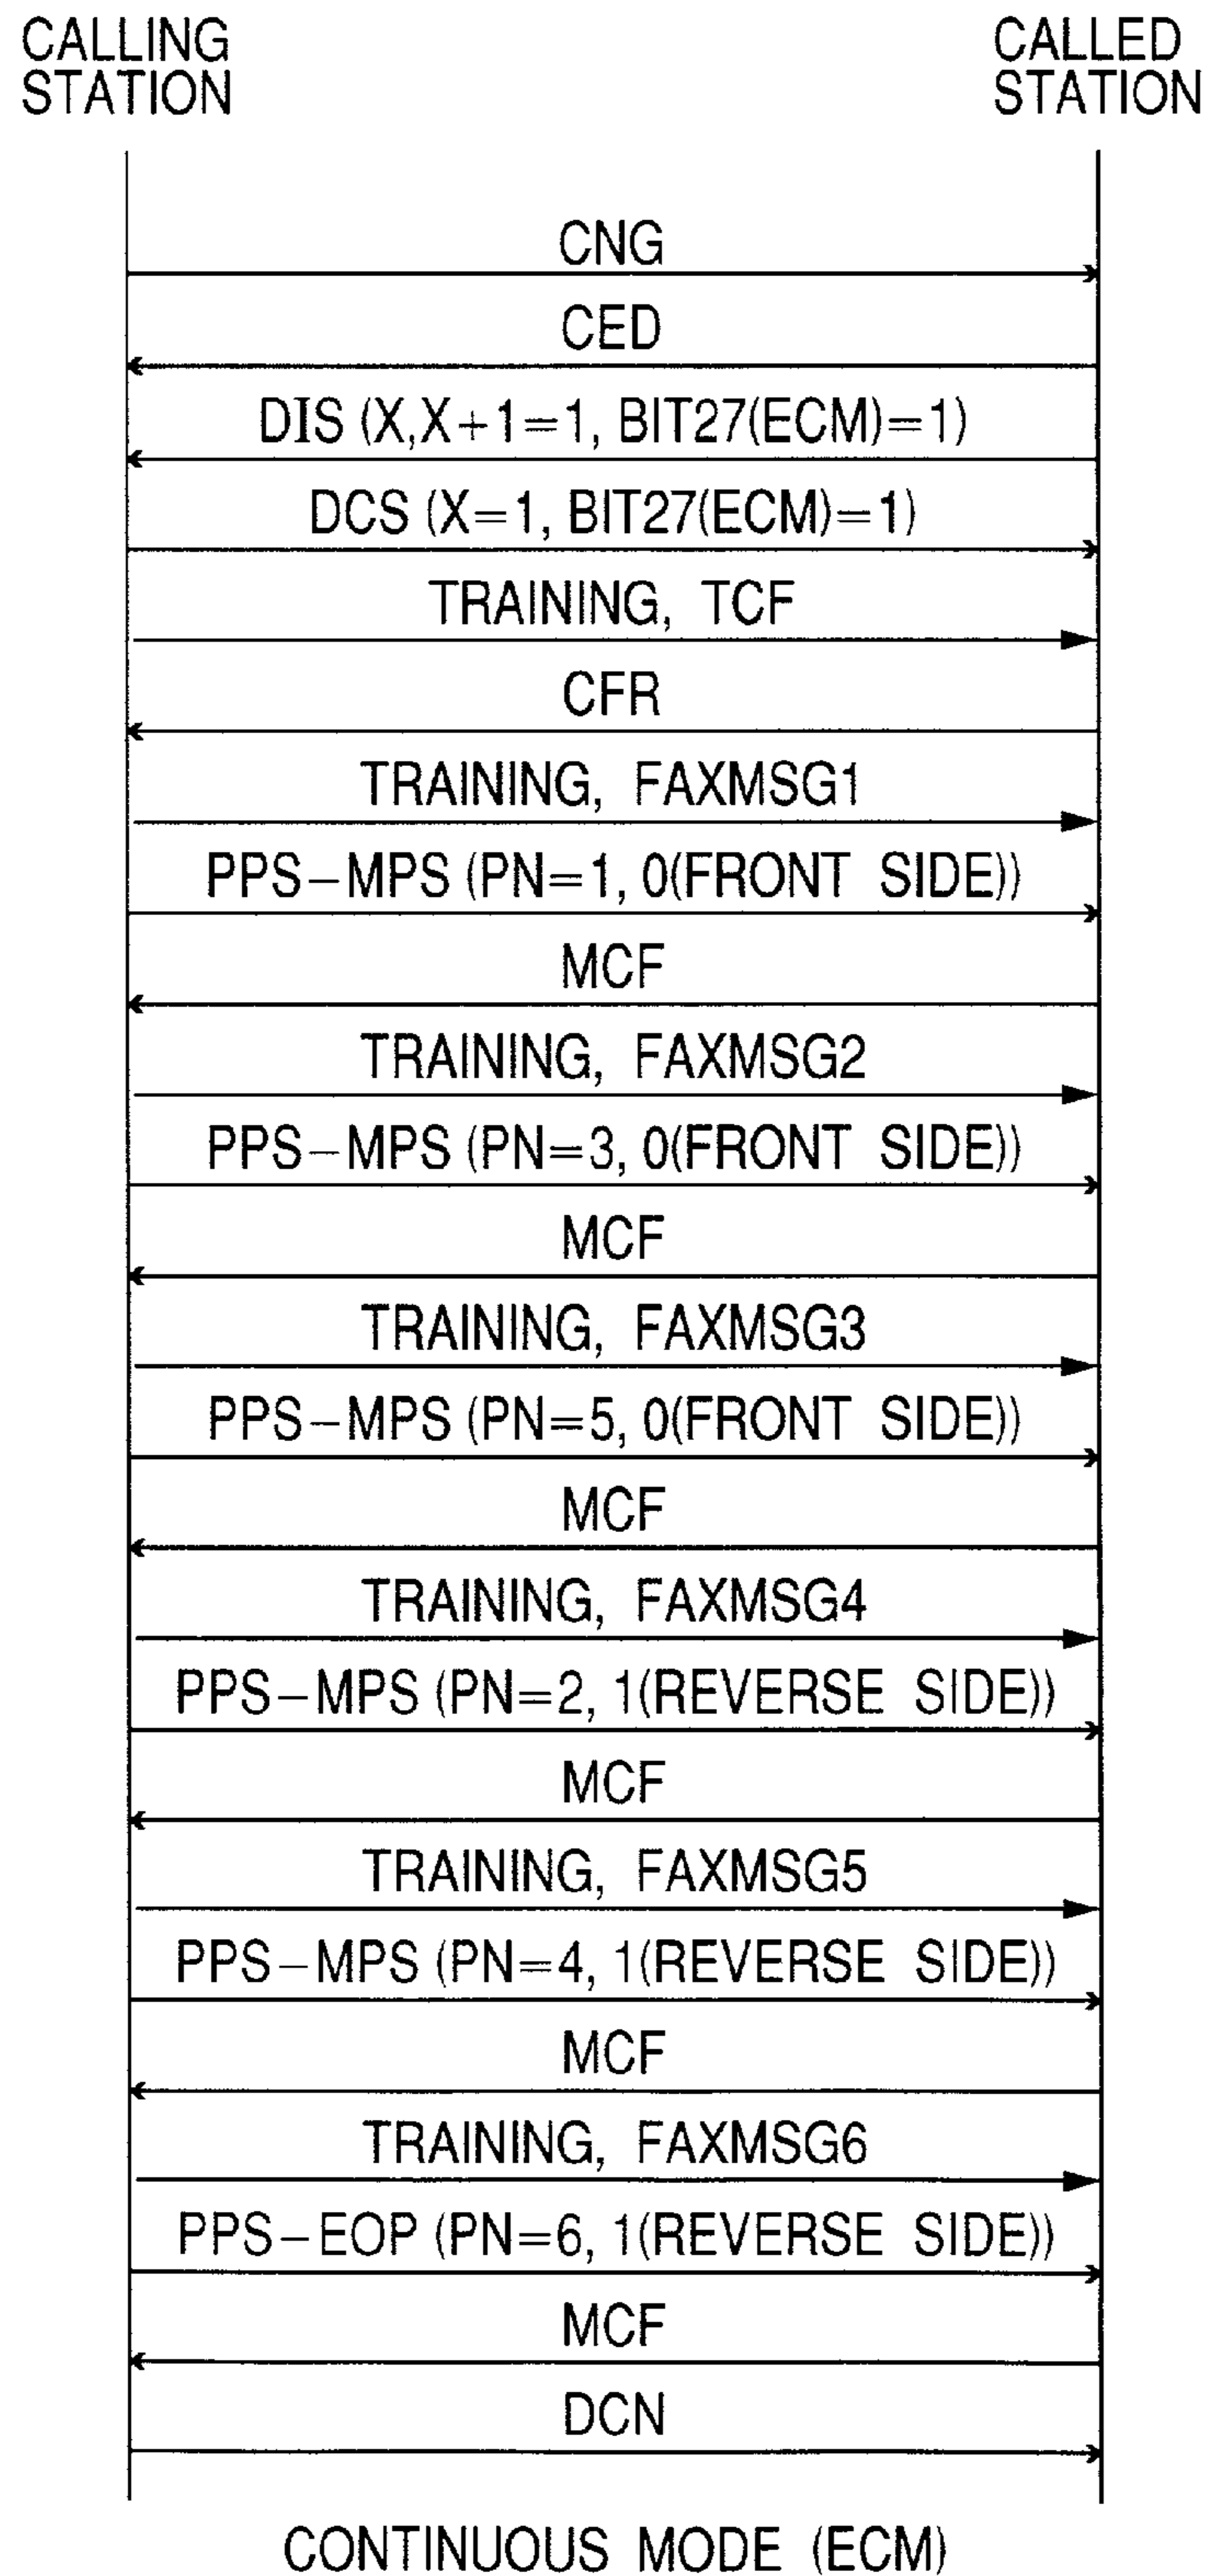 CALLING
STATION
CALLED
STATION
CNG
CED
DIS (X,X+1=1, BIT27(ECM)=1)
DCS (X=1, BIT27(ECM)=1)
TRAINING, TCF
CFR
TRAINING, FAXMSG1
PPS-MPS (PN=1, 0(FRONT SIDE))
MCF
TRAINING, FAXMSG2
PPS-MPS (PN=3, 0(FRONT SIDE))
MCF
TRAINING, FAXMSG3
PPS-MPS (PN=5, 0(FRONT SIDE))
MCF
TRAINING, FAXMSG4
PPS-MPS (PN=2, 1(REVERSE SIDE))
MCF
TRAINING, FAXMSG5
PPS-MPS (PN=4, 1(REVERSE SIDE))
MCF
TRAINING, FAXMSG6
PPS-EOP (PN=6, 1(REVERSE SIDE))
MCF
DCN
CONTINUOUS MODE (ECM)